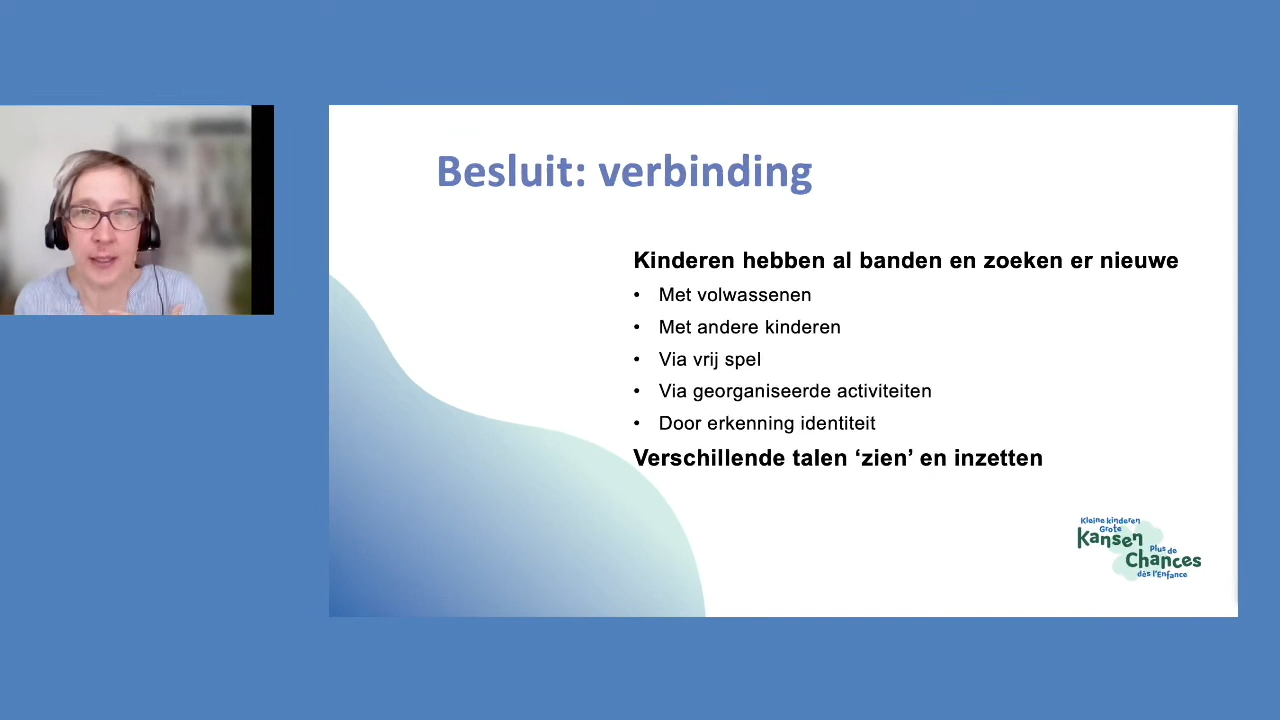 Besluit: verbinding
Kinderen hebben al banden en zoeken er nieuwe
• Met volwassenen
• Met andere kinderen
• Via vrij spel
• Via georganiseerde activiteiten
• Door erkenning identiteit
Verschillende talen ‘zien’ en inzetten
Kleine kinderen
Grote
Kansen
Plus de
Chances
dès l'Enfance